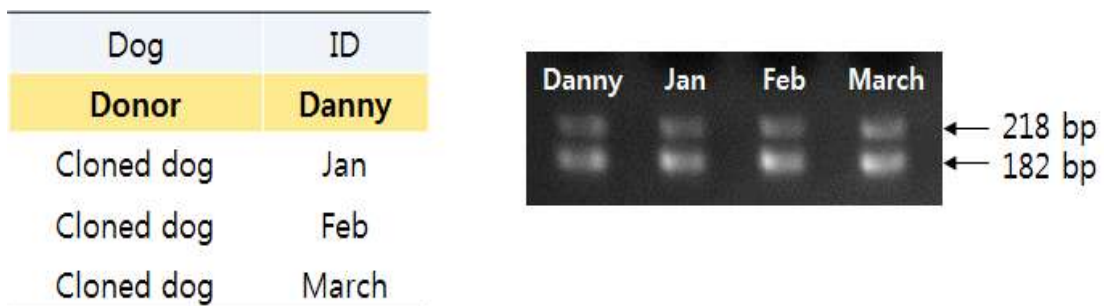 Dog ID
Donor Danny
Cloned dog Jan
Cloned dog Feb
Cloned dog March
Danny Jan Feb March
← 218 bp
← 182 bp